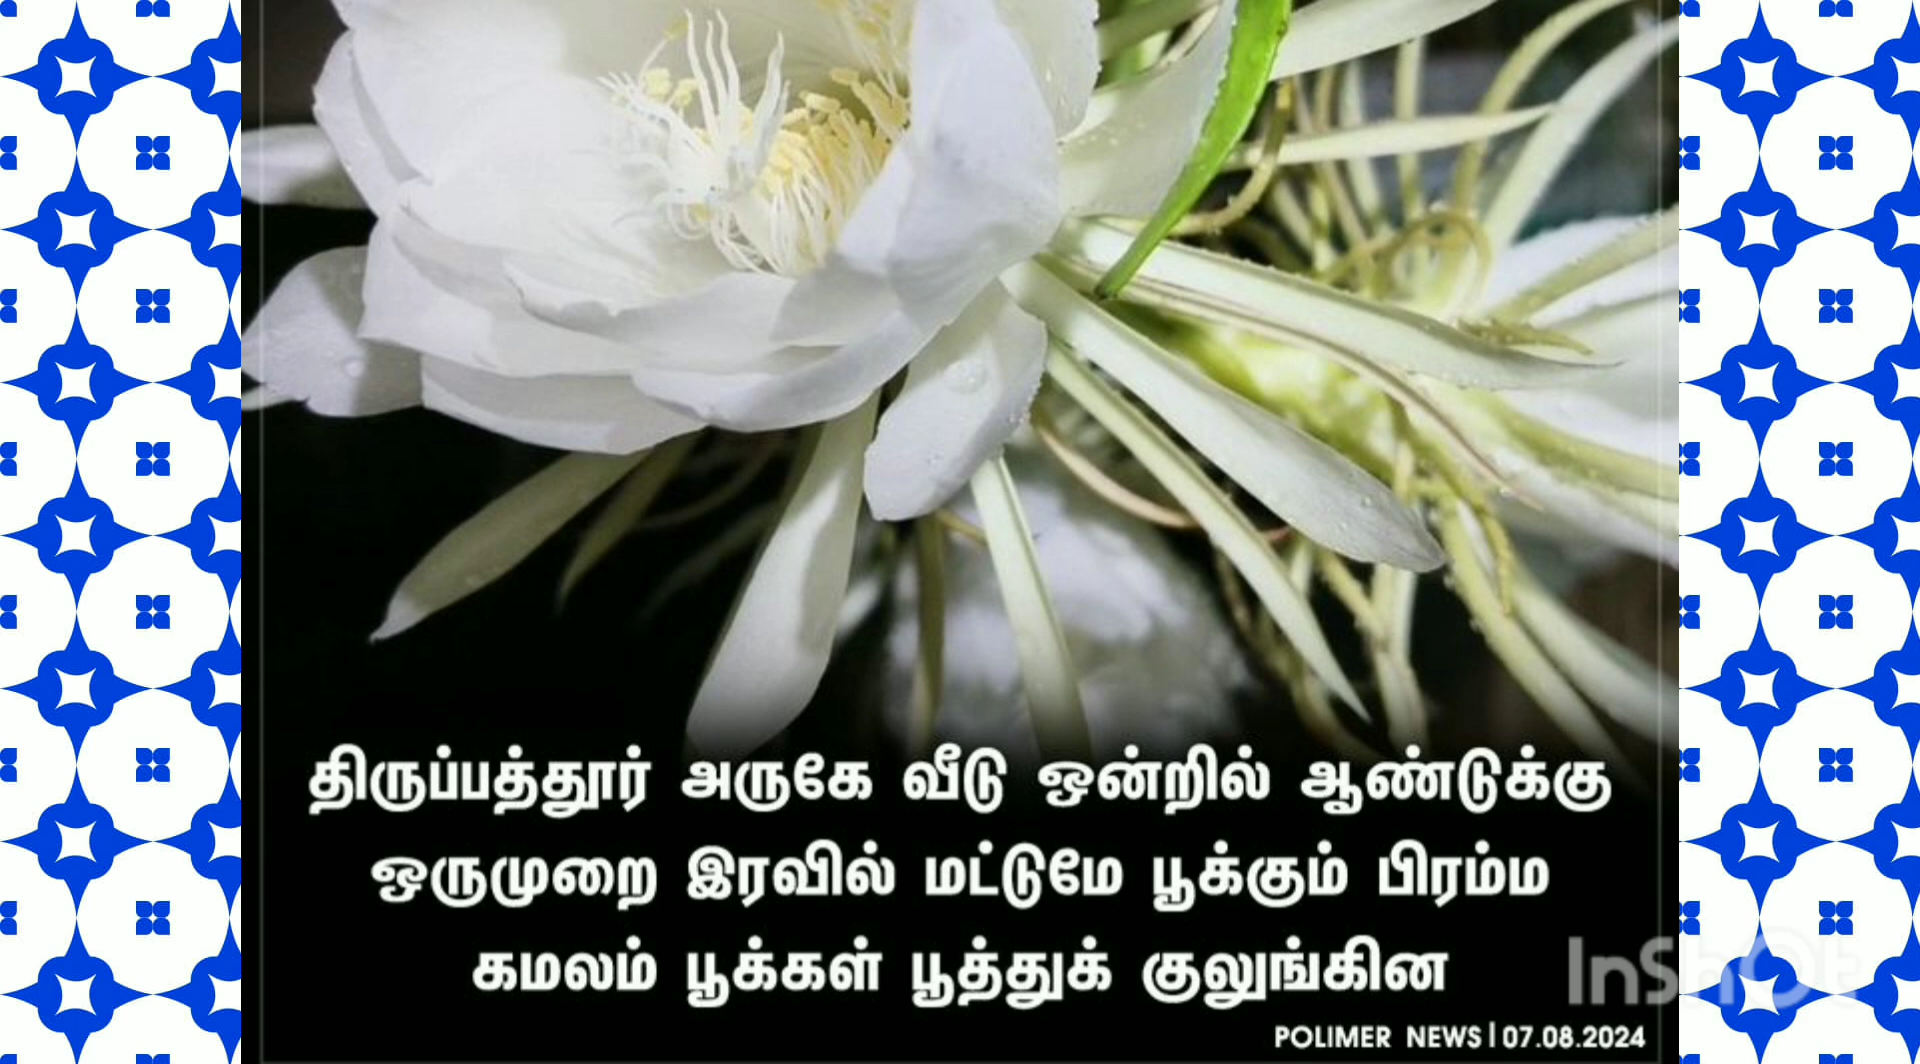 திருப்பத்தூர் அருகே வீடு ஒன்றில் ஆண்டுக்கு
ஒருமுறை இரவில் மட்டுமே பூக்கும் பிரம்ம
கமலம் பூக்கள் பூத்துக் குலுங்கின
InShOt
POLIMER NEWS | 07.08.2024